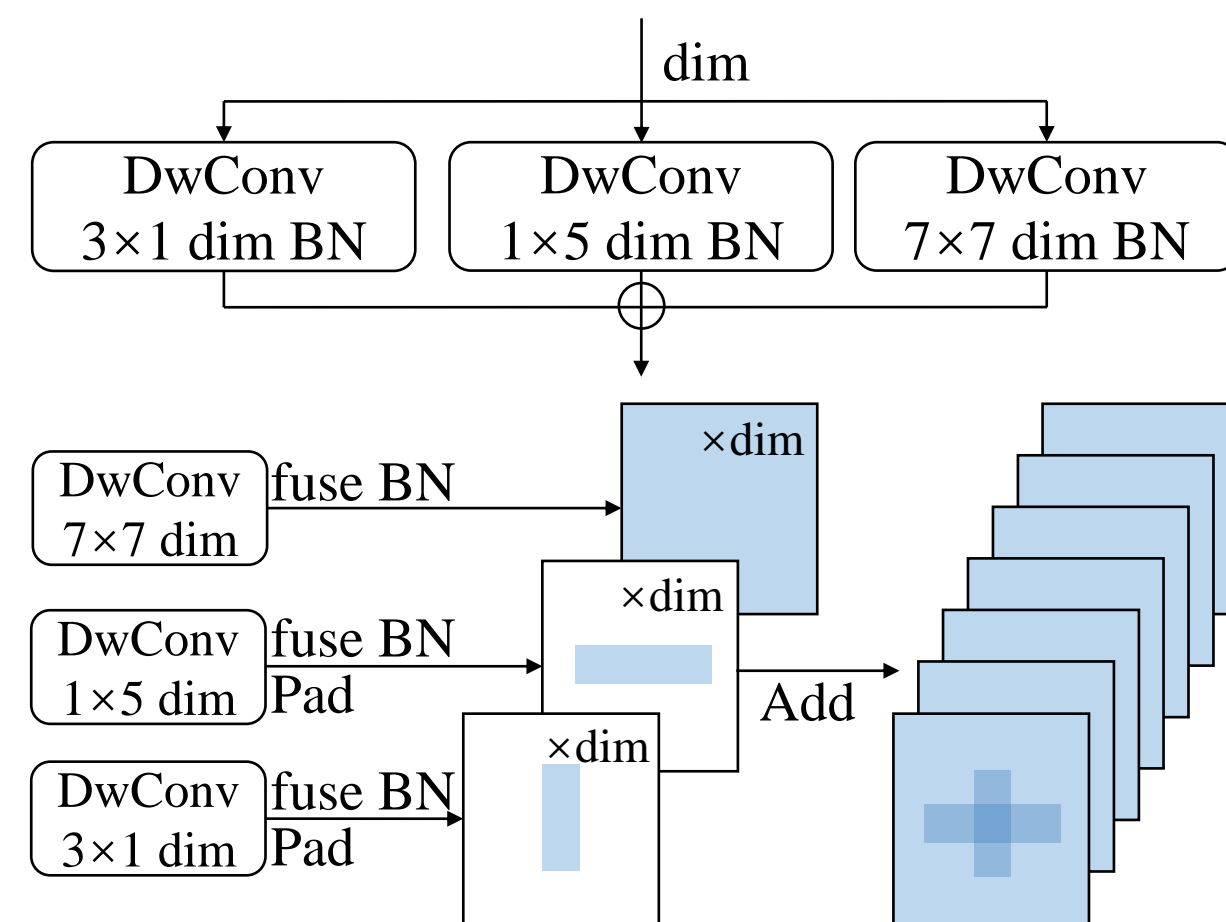 dim
DwConv
3×1 dim BN
DwConv
1×5 dim BN
DwConv
7×7 dim BN
×dim
DwConv
7×7 dim
fuse BN
×dim
DwConv
1×5 dim
fuse BN
Pad
Add
×dim
DwConv
3×1 dim
fuse BN
Pad